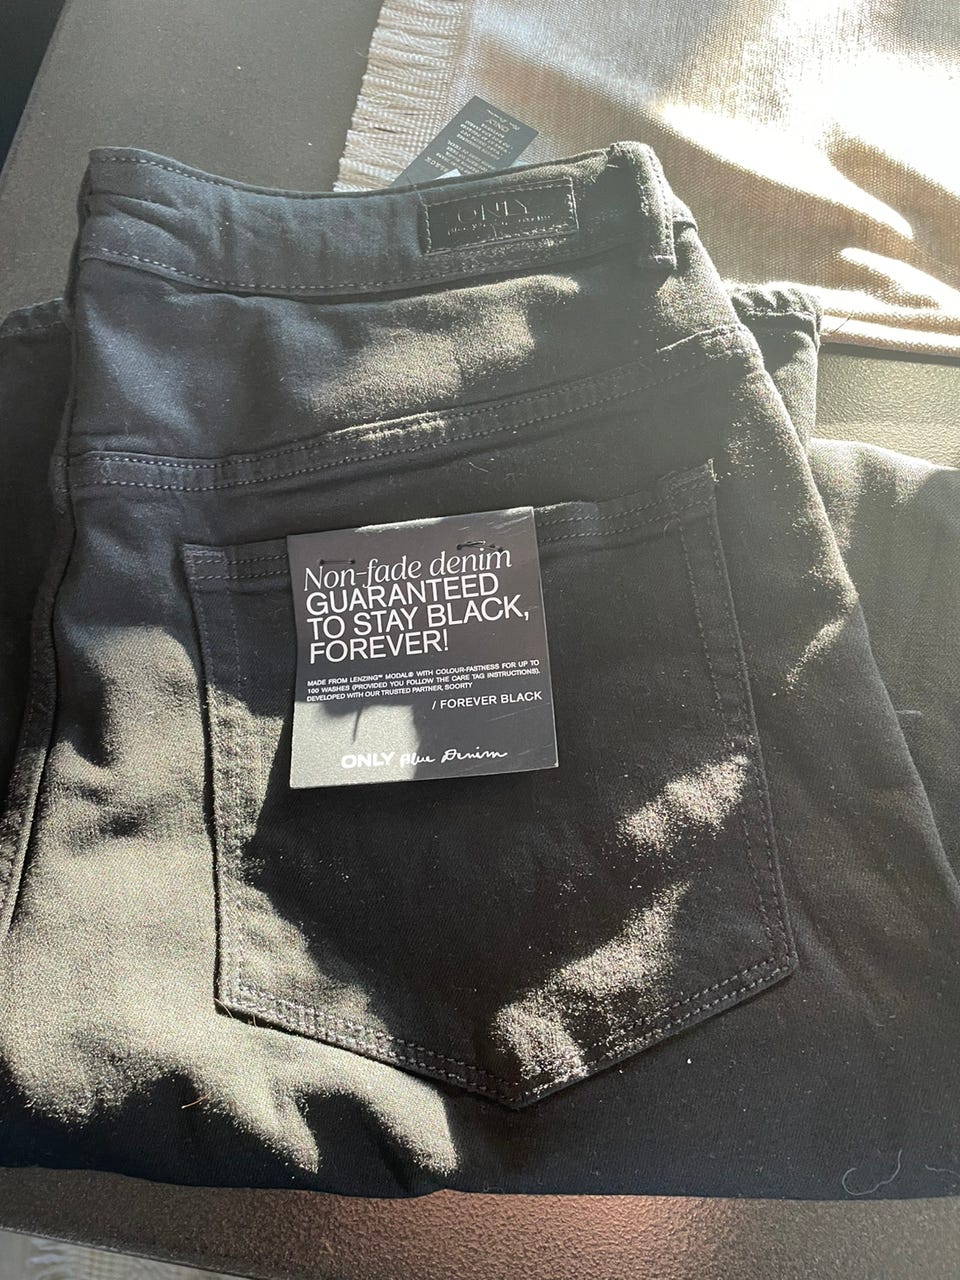 ONLY
ONLY
Non-fade denim
GUARANTEED
TO STAY BLACK,
FOREVER!
MADE FROM LENZING™ MODAL® WITH COLOUR-FASTNESS FOR UP TO
100 WASHES (PROVIDED YOU FOLLOW THE CARE TAG INSTRUCTIONS).
DEVELOPED WITH OUR TRUSTED PARTNER, SOORTY
/ FOREVER BLACK
ONLY Blue Denim